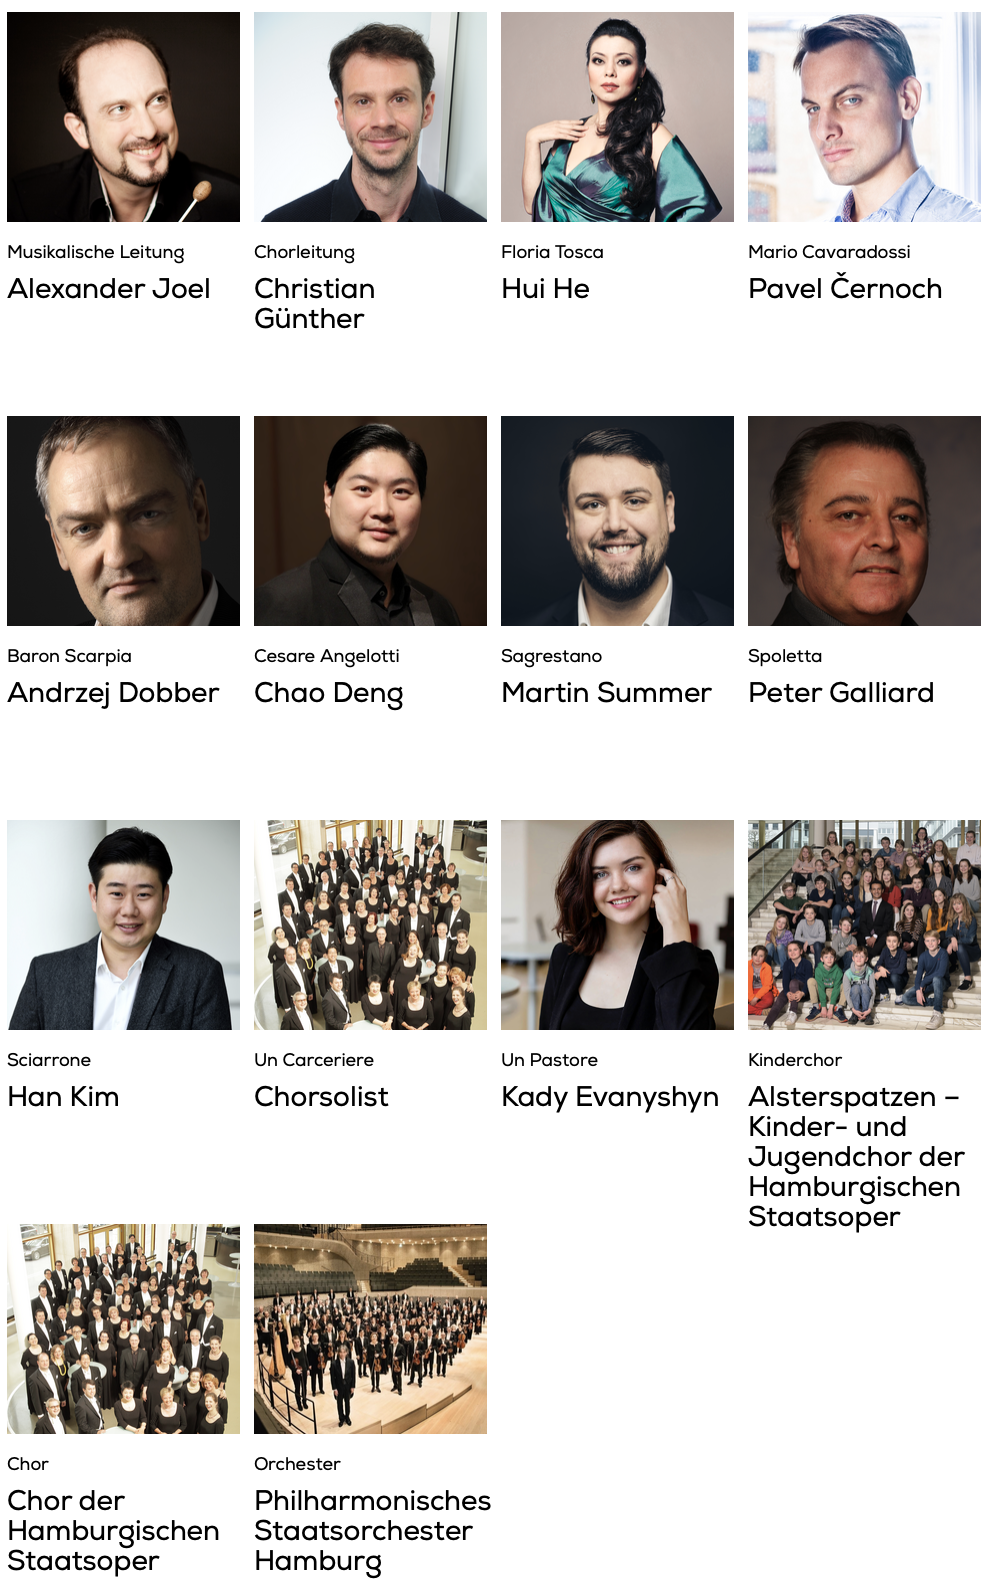 Musikalische Leitung
Alexander Joel
Chorleitung
Christian
Günther
Floria Tosca
Hui He
Mario Cavaradossi
Pavel Černoch
Baron Scarpia
Andrzej Dobber
Cesare Angelotti
Chao Deng
Sagrestano
Martin Summer
Spoletta
Peter Galliard
Sciarrone
Han Kim
Un Carceriere
Chorsolist
Un Pastore
Kady Evanyshyn
Kinderchor
Alsterspatzen –
Kinder- und
Jugendchor der
Hamburgischen
Staatsoper
Chor
Chor der
Hamburgischen
Staatsoper
Orchester
Philharmonisches
Staatsorchester
Hamburg